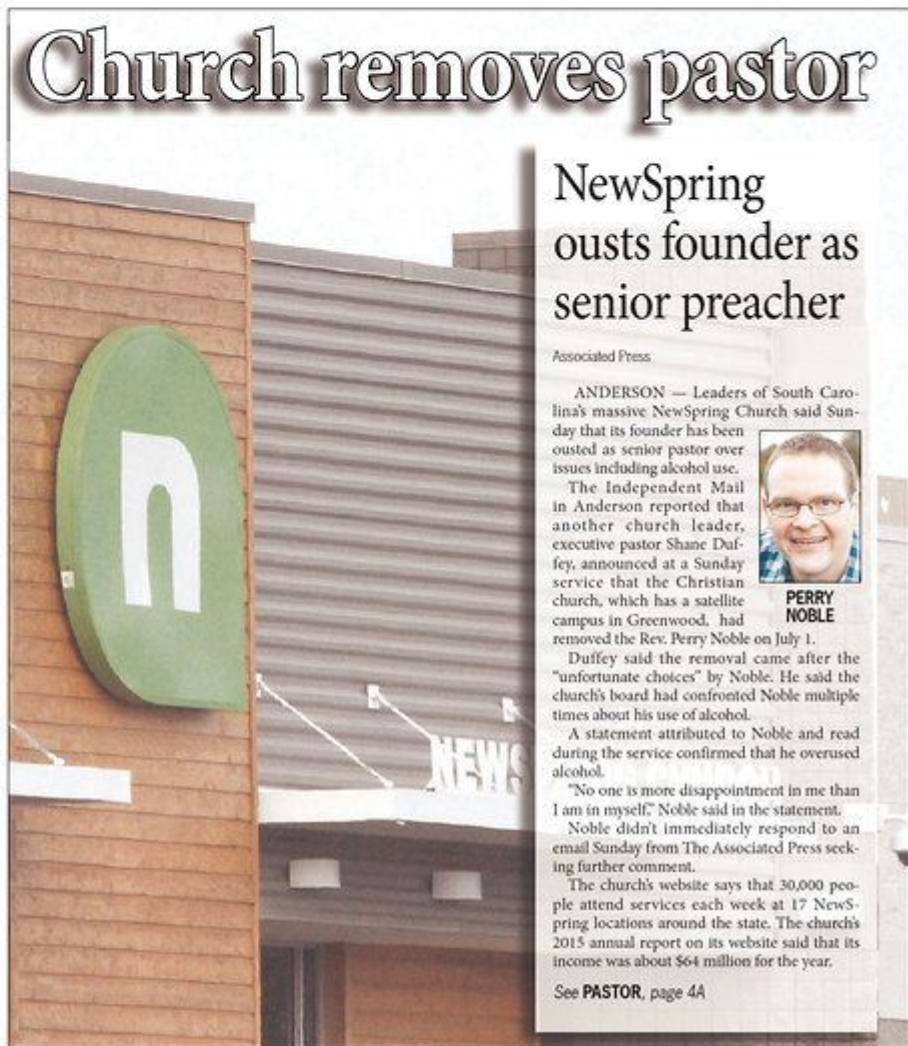 Church removes pastor
n
NEWS
NewSpring
ousts founder as
senior preacher
Associated Press
ANDERSON — Leaders of South Caro-
lina's massive NewSpring Church said Sun-
day that its founder has been
ousted as senior pastor over
issues including alcohol use.
The Independent Mail
in Anderson reported that
another church leader,
executive pastor Shane Duf-
fey, announced at a Sunday
service that the Christian
church, which has a satellite
campus in Greenwood, had
removed the Rev. Perry Noble on July 1.
PERRY
NOBLE
Duffey said the removal came after the
"unfortunate choices" by Noble. He said the
church's board had confronted Noble multiple
times about his use of alcohol.
A statement attributed to Noble and read
during the service confirmed that he overused
alcohol.
"No one is more disappointment in me than
I am in myself," Noble said in the statement.
Noble didn't immediately respond to an
email Sunday from The Associated Press seek-
ing further comment.
The church's website says that 30,000 peo-
ple attend services each week at 17 NewS-
pring locations around the state. The church's
2015 annual report on its website said that its
income was about $64 million for the year.
See PASTOR, page 4A